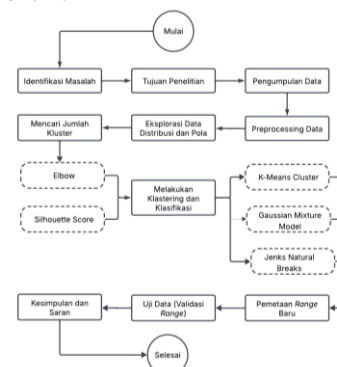 Mulai
Identifikasi Masalah
Tujuan Penelitian
Pengumpulan Data
Mencari Jumlah
Kluster
Eksplorasi Data
Distribusi dan Pola
Preprocessing Data
Elbow
Silhouette Score
Melakukan
Klastering dan
Klasifikasi
K-Means Cluster
Gaussian Mixture
Model
Jenks Natural
Breaks
Kesimpulan dan
Saran
Uji Data (Validasi
Range)
Pemetaan Range
Baru
Selesai